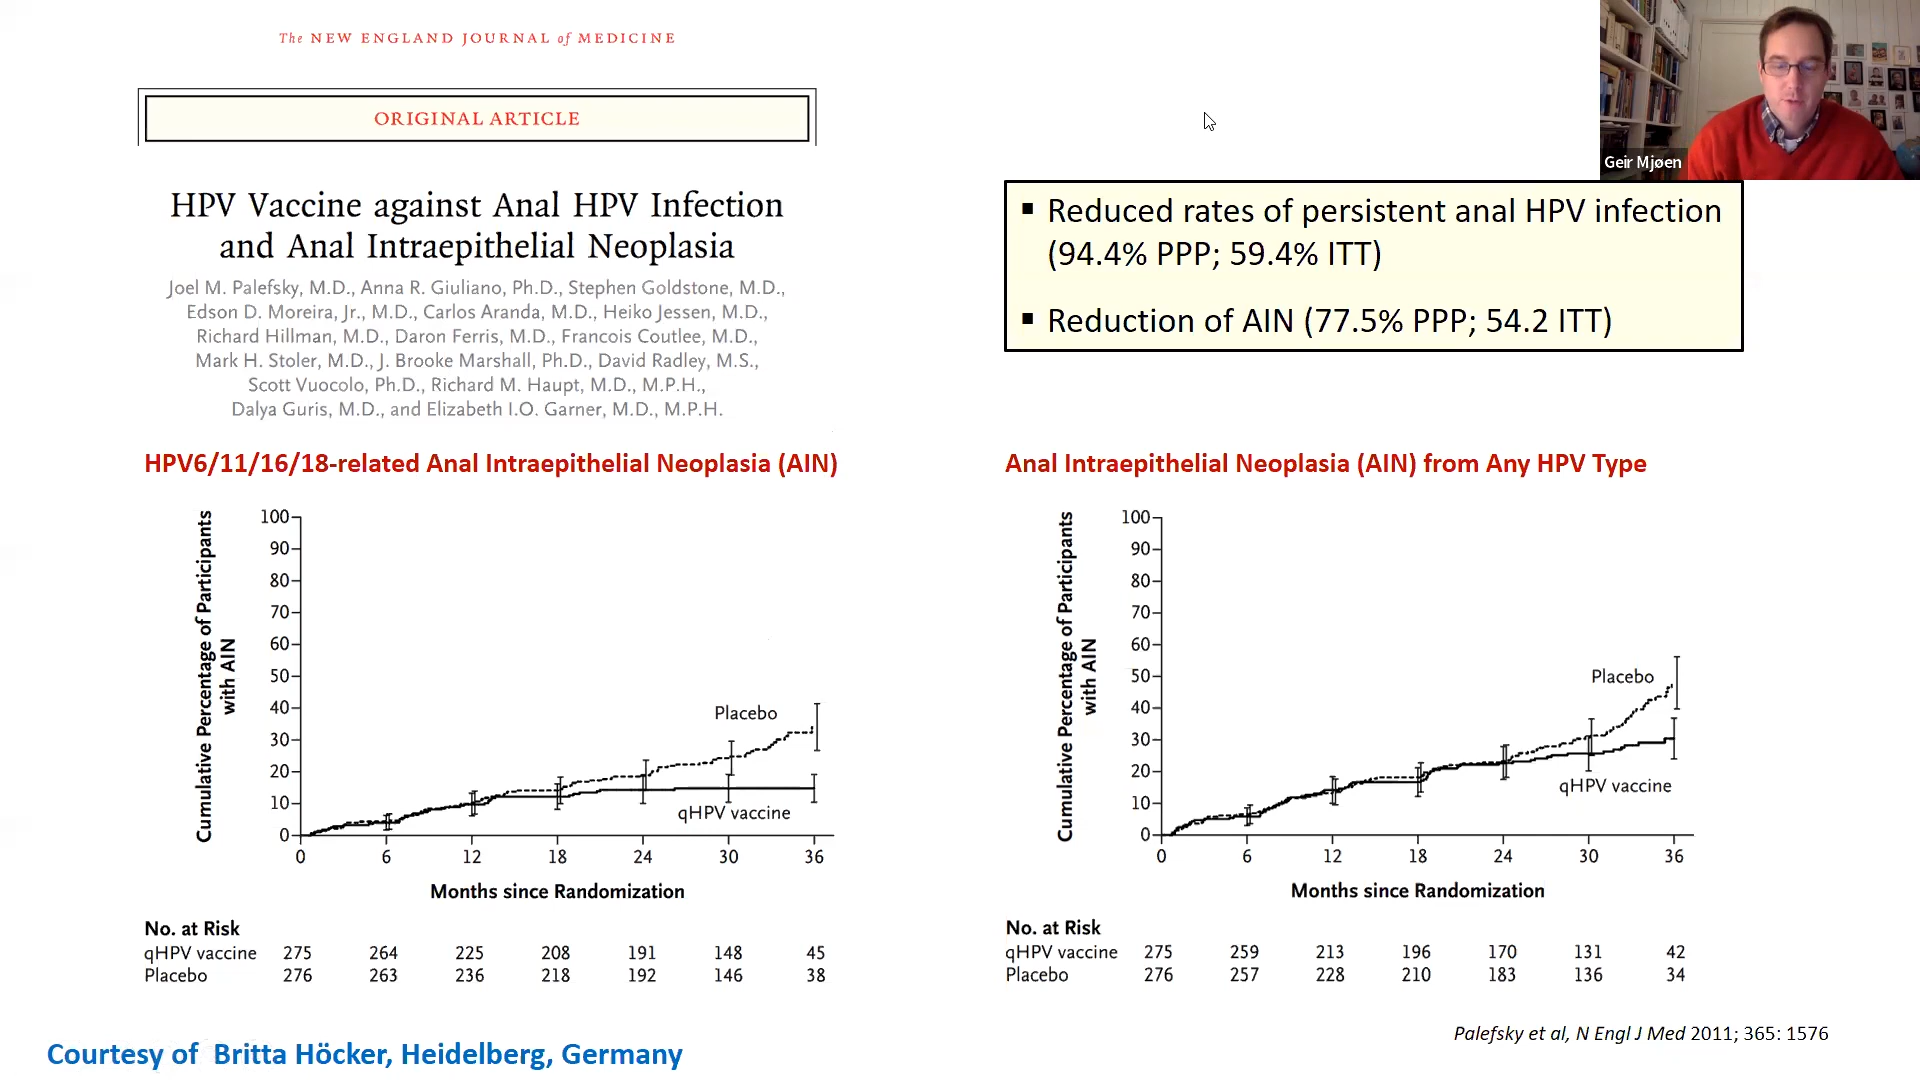 The NEW ENGLAND JOURNAL of MEDICINE
ORIGINAL ARTICLE
HPV Vaccine against Anal HPV Infection
and Anal Intraepithelial Neoplasia
Joel M. Palefsky, M.D., Anna R. Giuliano, Ph.D., Stephen Goldstone, M.D.,
Edson D. Moreira, Jr., M.D., Carlos Aranda, M.D., Heiko Jessen, M.D.,
Richard Hillman, M.D., Daron Ferris, M.D., Francois Coutlee, M.D.,
Mark H. Stoler, M.D., J. Brooke Marshall, Ph.D., David Radley, M.S.,
Scott Vuocolo, Ph.D., Richard M. Haupt, M.D., M.P.H.,
Dalya Guris, M.D., and Elizabeth I.O. Garner, M.D., M.P.H.
Geir Mjøen
▪ Reduced rates of persistent anal HPV infection
(94.4% PPP; 59.4% ITT)
▪ Reduction of AIN (77.5% PPP; 54.2 ITT)
HPV6/11/16/18-related Anal Intraepithelial Neoplasia (AIN)
Cumulative Percentage of Participants
with AIN
100
90
80
70
60
50
40
30
20
10
0
Placebo
qHPV vaccine
0 6 12 18 24 30 36
Months since Randomization
No. at Risk
qHPV vaccine 275 264 225 208 191 148 45
Placebo 276 263 236 218 192 146 38
Anal Intraepithelial Neoplasia (AIN) from Any HPV Type
Cumulative Percentage of Participants
with AIN
100
90
80
70
60
50
40
30
20
10
0
Placebo
qHPV vaccine
0 6 12 18 24 30 36
Months since Randomization
No. at Risk
qHPV vaccine 275 259 213 196 170 131 42
Placebo 276 257 228 210 183 136 34
Palefsky et al, N Engl J Med 2011; 365: 1576
Courtesy of Britta Höcker, Heidelberg, Germany